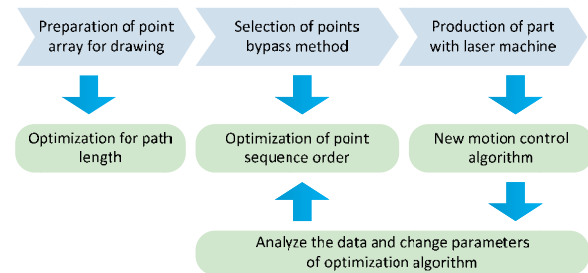 Preparation of point
array for drawing
Selection of points
bypass method
Production of part
with laser machine
Optimization for path
length
Optimization of point
sequence order
New motion control
algorithm
Analyze the data and change parameters
of optimization algorithm